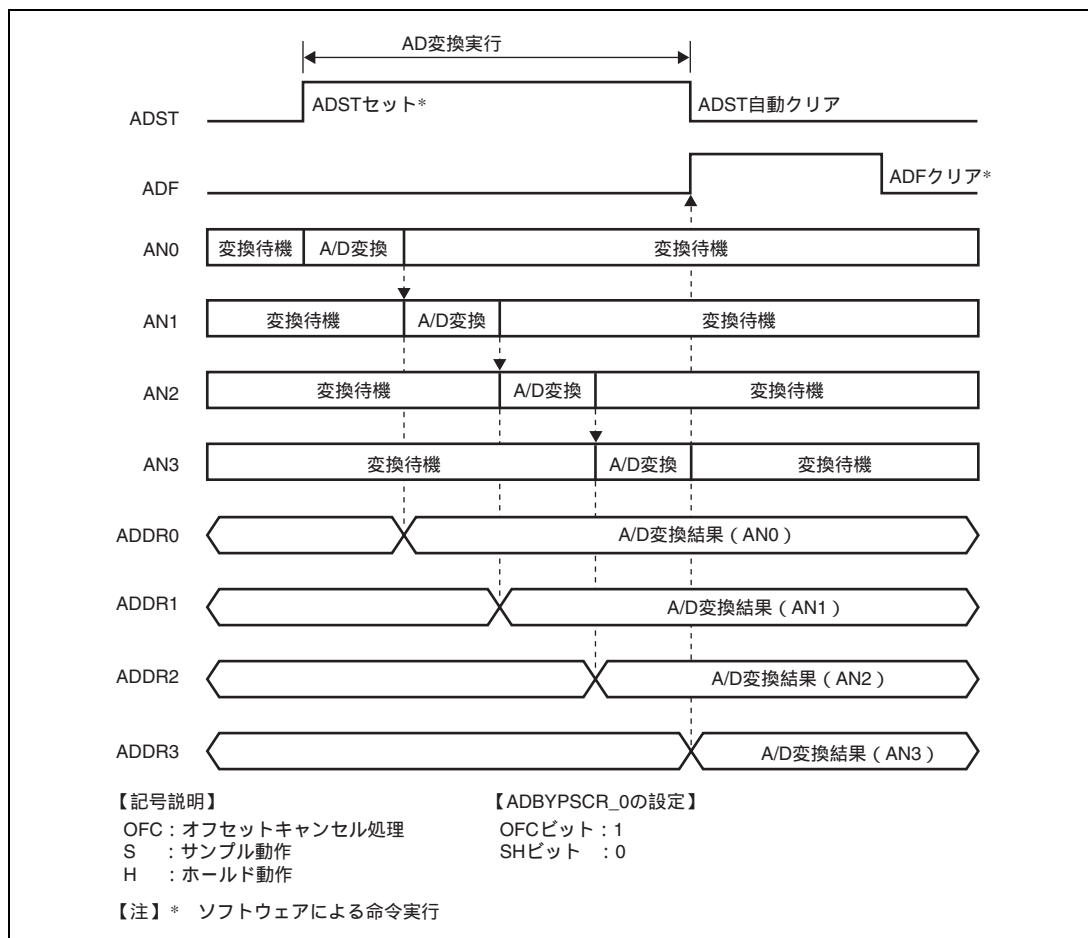 AD変換実行
ADST ADSTセット* ADST自動クリア
ADF ADFクリア*
AN0 変換待機 A/D変換 変換待機
AN1 変換待機 A/D変換 変換待機
AN2 変換待機 A/D変換 変換待機
AN3 変換待機 A/D変換 変換待機
ADDR0 A/D変換結果（AN0）
ADDR1 A/D変換結果（AN1）
ADDR2 A/D変換結果（AN2）
ADDR3 A/D変換結果（AN3）
【記号説明】 【ADBYPSCR_0の設定】
OFC：オフセットキャンセル処理 OFCビット：1
S ：サンプル動作 SHビット ：0
H ：ホールド動作
【注】* ソフトウェアによる命令実行